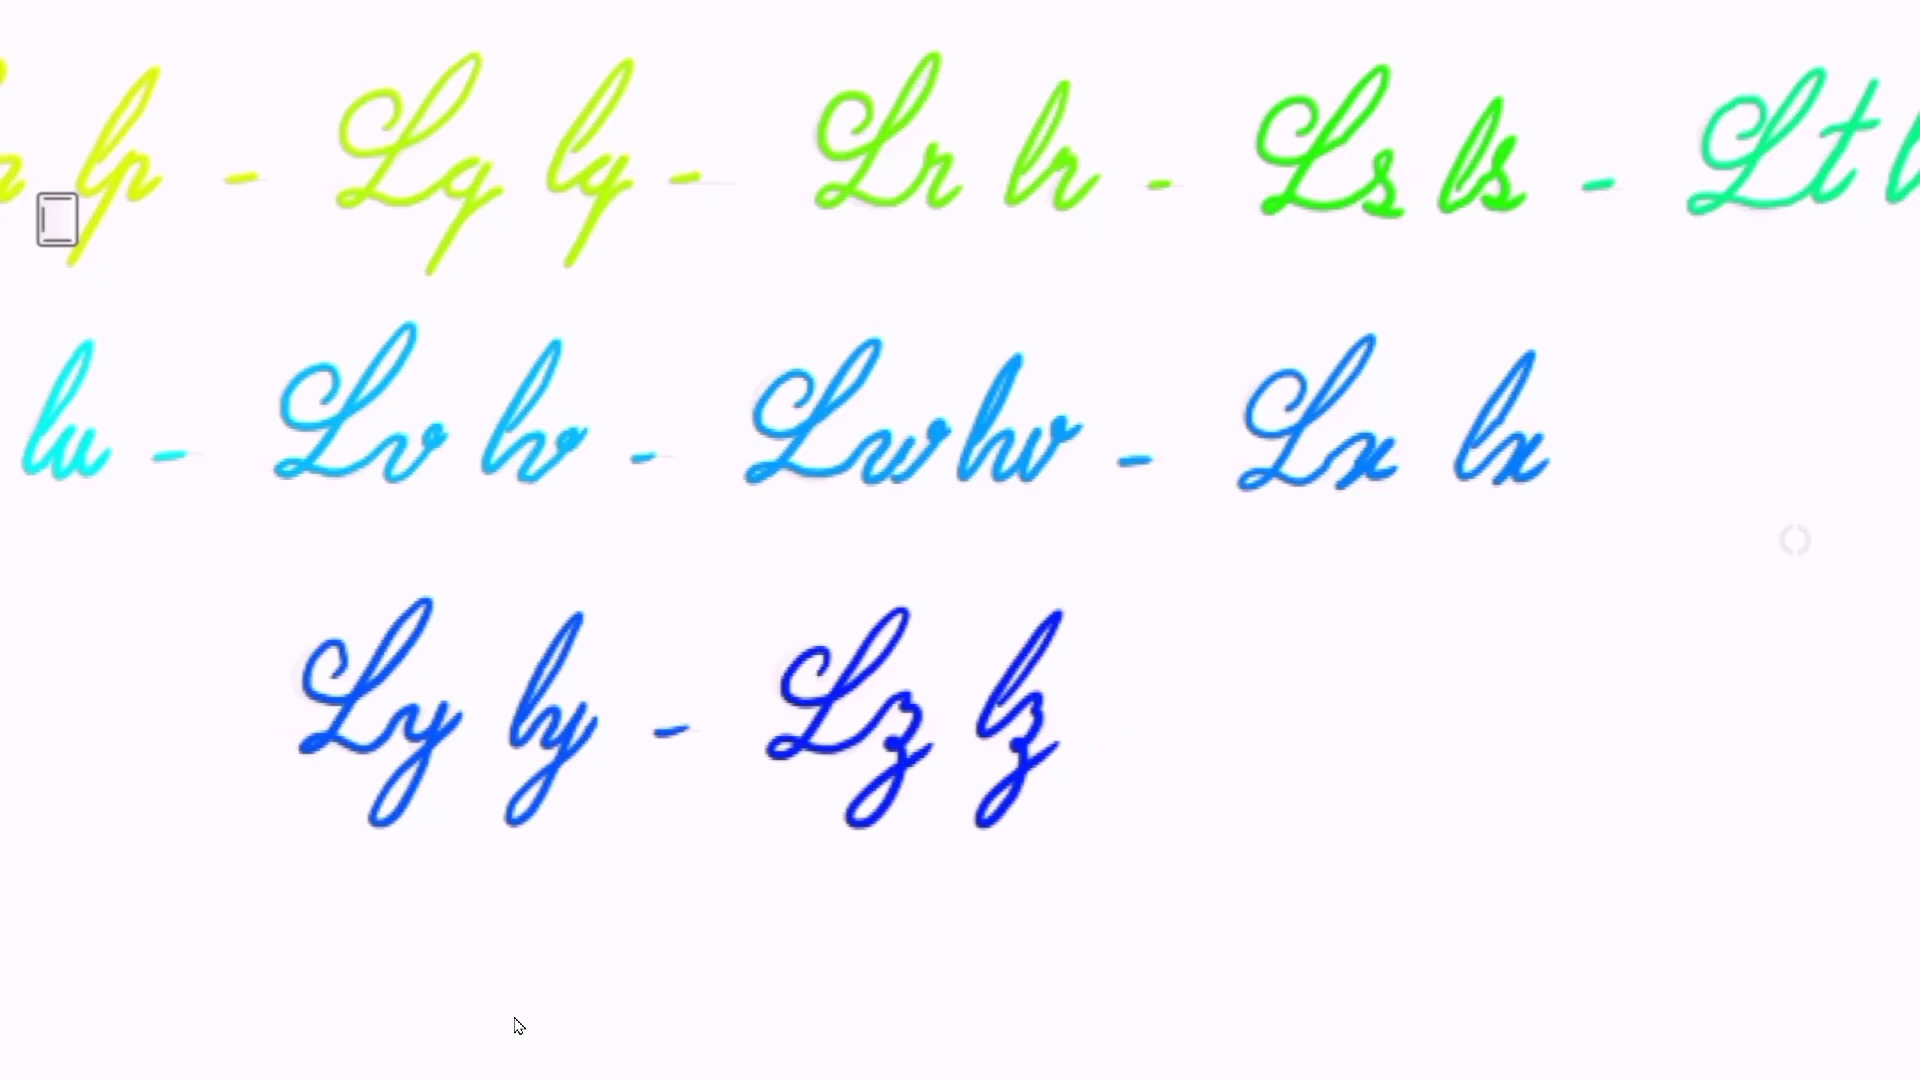 lp - Lq lq - Lr lr - Ls ls - Lt
lu - Lv lv - Lw lw - Lx lx
Ly ly - Lz lz